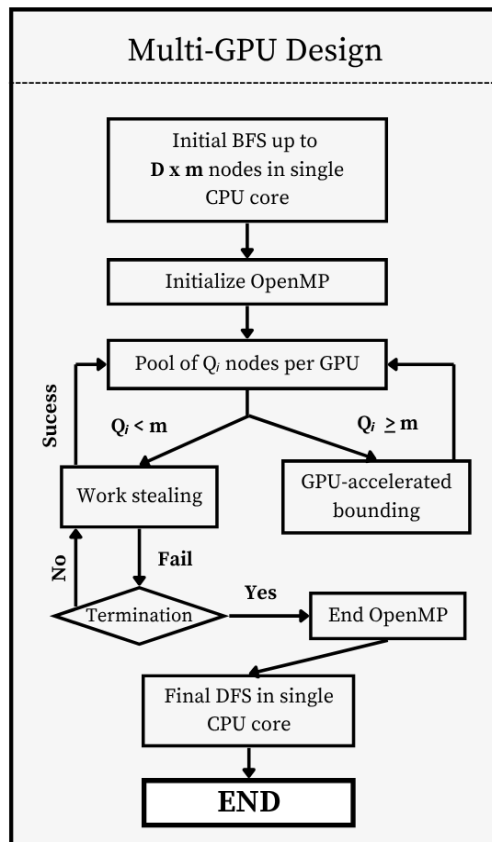 Multi-GPU Design
Initial BFS up to
D x m nodes in single
CPU core
Initialize OpenMP
Pool of Qᵢ nodes per GPU
Sucess
Qᵢ < m
Qᵢ ≥ m
Work stealing
GPU-accelerated
bounding
No
Fail
Termination
Yes
End OpenMP
Final DFS in single
CPU core
END